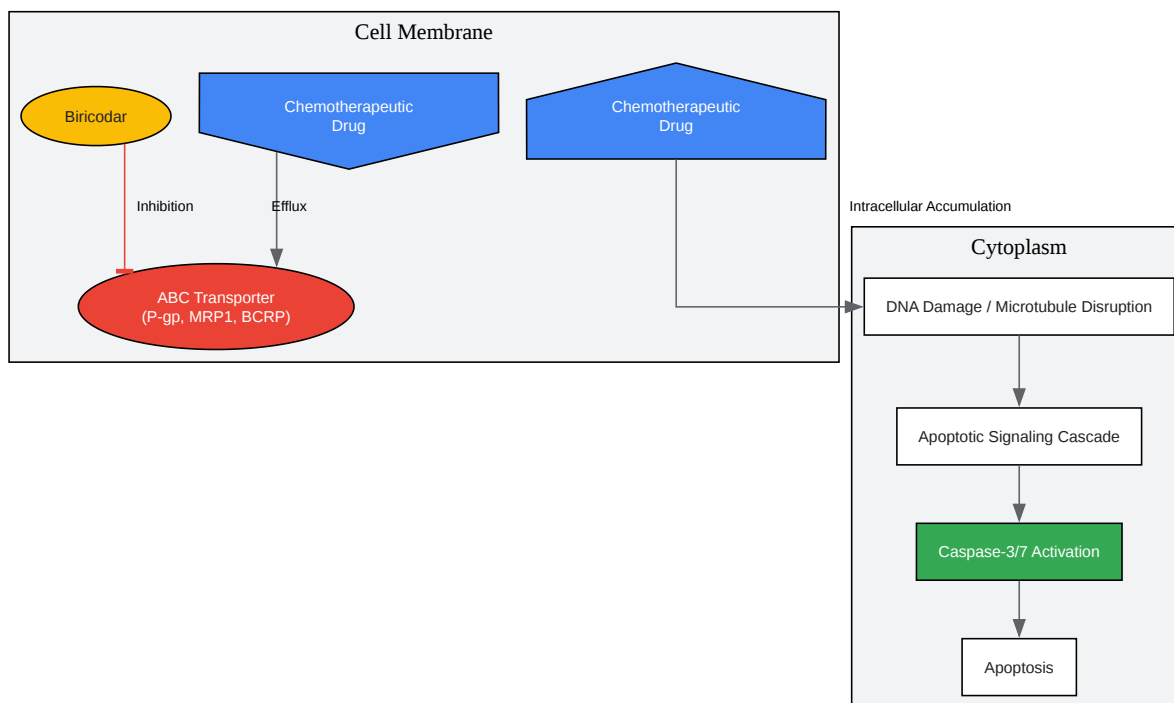 Cell Membrane
Biricodar
Chemotherapeutic
Drug
Chemotherapeutic
Drug
Inhibition
Efflux
Intracellular Accumulation
ABC Transporter
(P-gp, MRP1, BCRP)
Cytoplasm
DNA Damage / Microtubule Disruption
Apoptotic Signaling Cascade
Caspase-3/7 Activation
Apoptosis